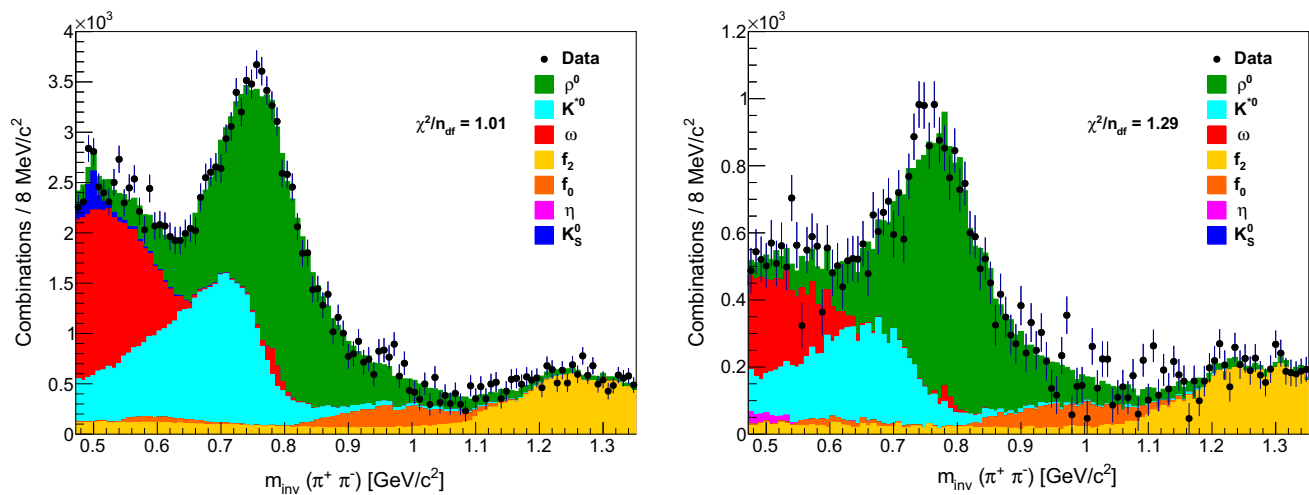 ×10³
4
3.5
3
2.5
2
1.5
1
0.5
0
Combinations / 8 MeV/c²
0.5 0.6 0.7 0.8 0.9 1 1.1 1.2 1.3
m_inv (π⁺ π⁻) [GeV/c²]
χ²/n_df = 1.01
Data
ρ⁰
K*⁰
ω
f₂
f₀
η
K⁰_S
×10³
1.2
1
0.8
0.6
0.4
0.2
0
Combinations / 8 MeV/c²
0.5 0.6 0.7 0.8 0.9 1 1.1 1.2 1.3
m_inv (π⁺ π⁻) [GeV/c²]
χ²/n_df = 1.29
Data
ρ⁰
K*⁰
ω
f₂
f₀
η
K⁰_S